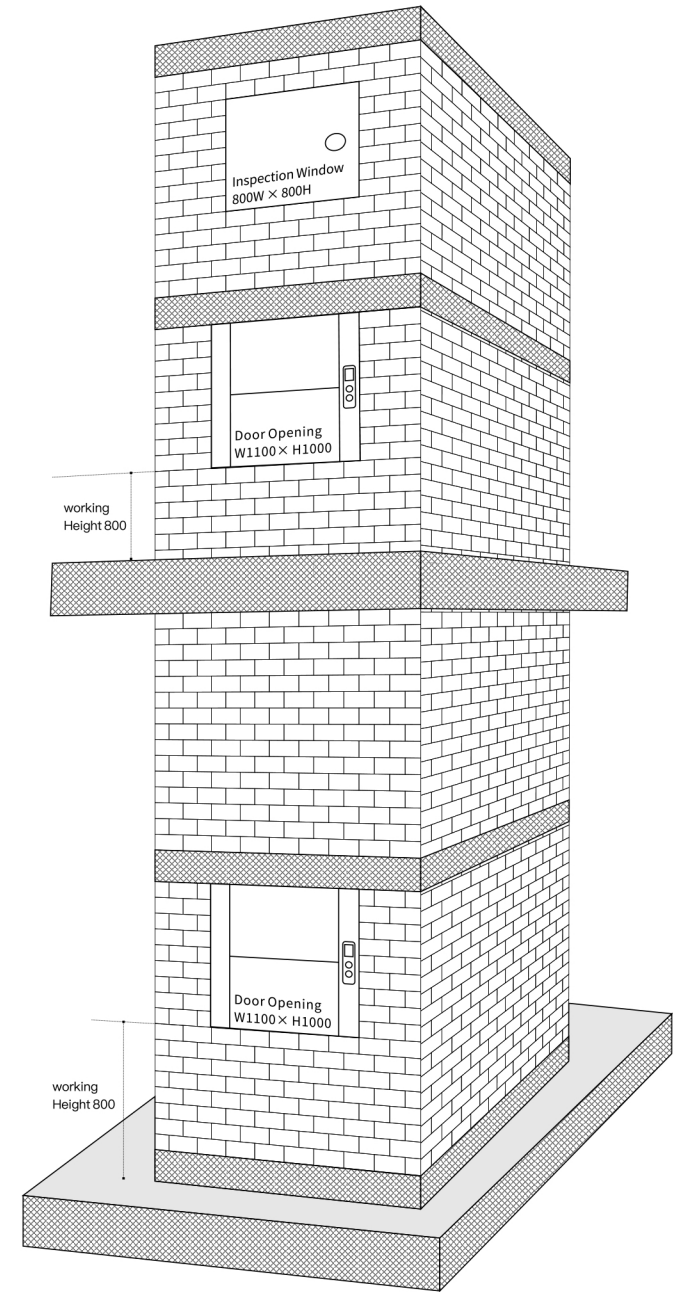 Inspection Window
800W × 800H
Door Opening
W1100× H1000
working
Height 800
Door Opening
W1100× H1000
working
Height 800